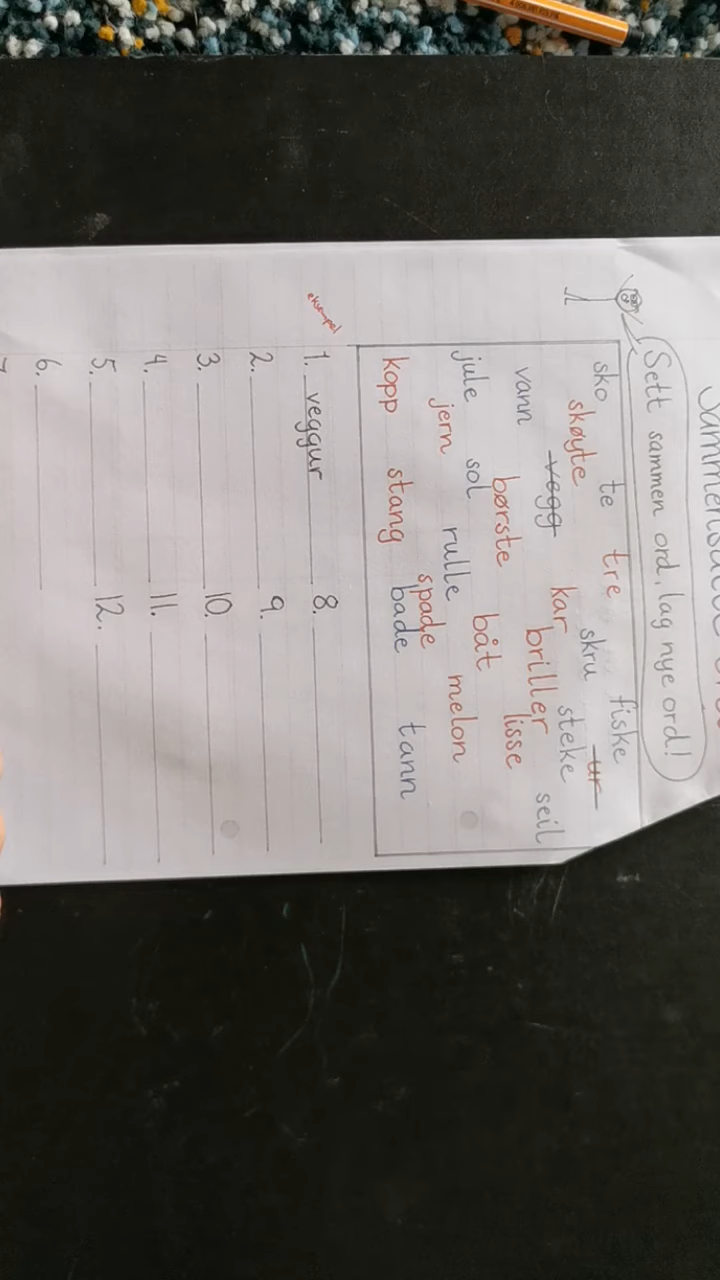 Sett sammen ord, lag nye ord!
sko te tre skru fiske
skøyte vegg kar steke ur
vann børste briller seil
jule sol båt lisse
jern rulle melon
kopp stang spade bade tann
eksempel
1. veggur 8.
2. 9.
3. 10.
4. 11.
5. 12.
6.